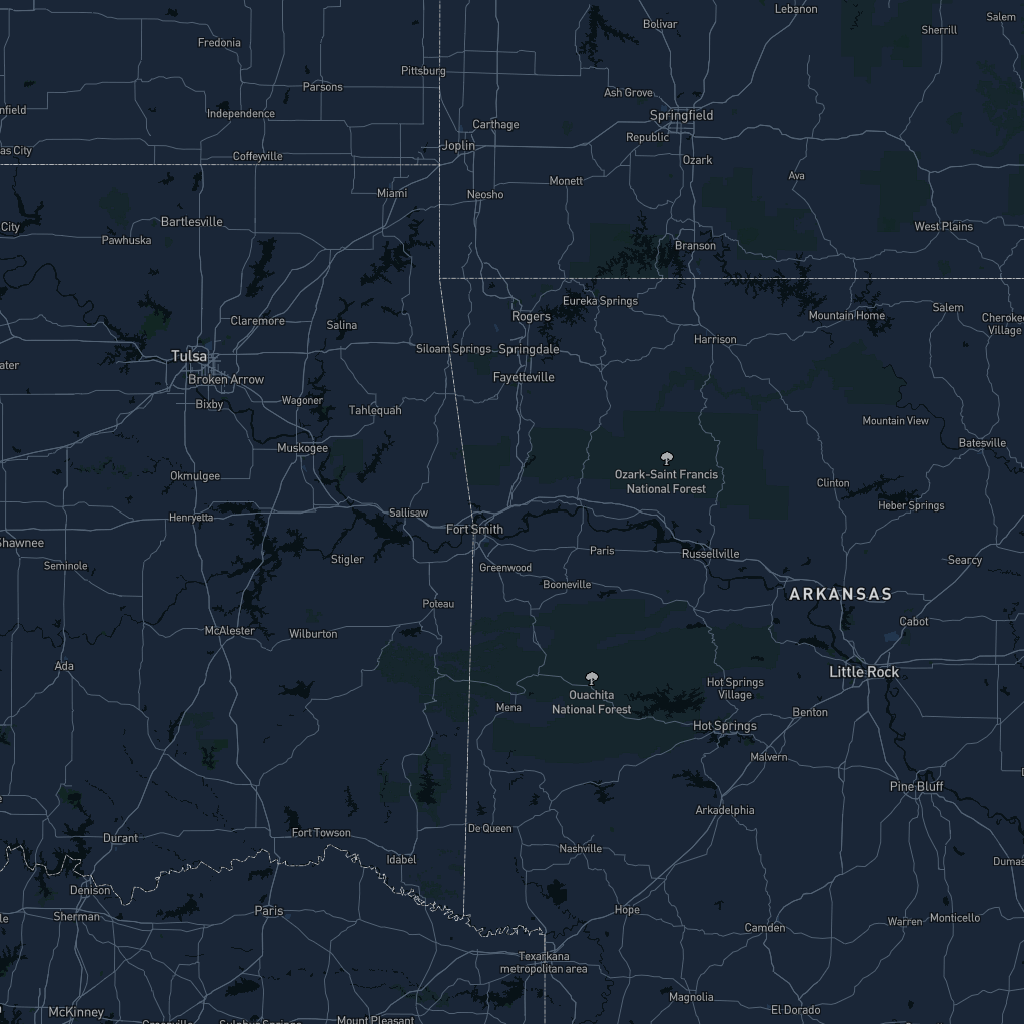 Lebanon
Salem
Bolivar
Sherrill
Fredonia
Pittsburg
Parsons
Ash Grove
nfield
Independence
Springfield
Carthage
Republic
Joplin
as City
Coffeyville
Ozark
Ava
Monett
Miami
Neosho
Bartlesville
City
West Plains
Pawhuska
Branson
Eureka Springs
Salem
Rogers
Mountain Home
Cherokee
Village
Claremore
Salina
Harrison
Siloam Springs
Springdale
Tulsa
ater
Broken Arrow
Fayetteville
Wagoner
Bixby
Tahlequah
Mountain View
Batesville
Muskogee
Okmulgee
Ozark-Saint Francis
National Forest
Clinton
Heber Springs
Sallisaw
Henryetta
Fort Smith
Shawnee
Paris
Russellville
Stigler
Searcy
Seminole
Greenwood
Booneville
ARKANSAS
Poteau
Cabot
McAlester
Wilburton
Ada
Little Rock
Hot Springs
Village
Ouachita
National Forest
Mena
Benton
Hot Springs
Malvern
Pine Bluff
Arkadelphia
De Queen
Fort Towson
Durant
Nashville
Idabel
Dumas
Denison
Paris
Hope
Sherman
le
Warren
Monticello
Camden
Texarkana
metropolitan area
Magnolia
El Dorado
McKinney
Mount Pleasant
Greenville
Sulphur Springs